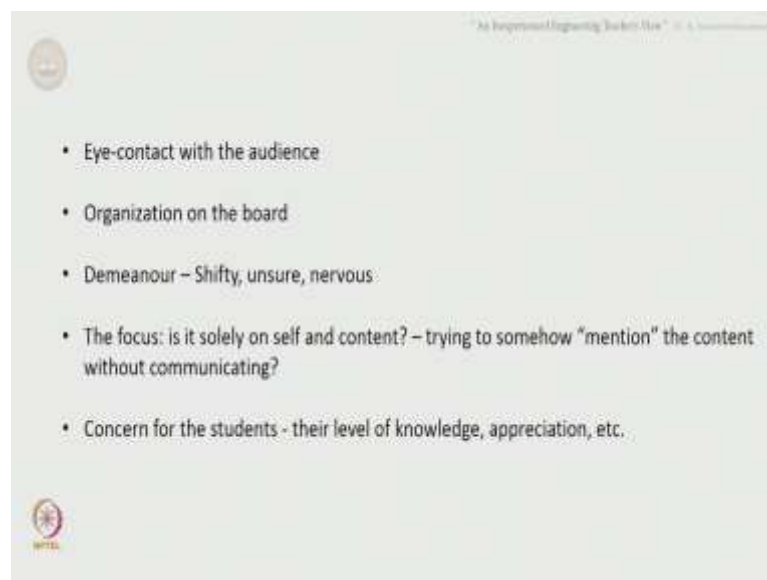 • Eye-contact with the audience
• Organization on the board
• Demeanour – Shifty, unsure, nervous
• The focus: is it solely on self and content? – trying to somehow “mention” the content
without communicating?
• Concern for the students - their level of knowledge, appreciation, etc.
NPTEL